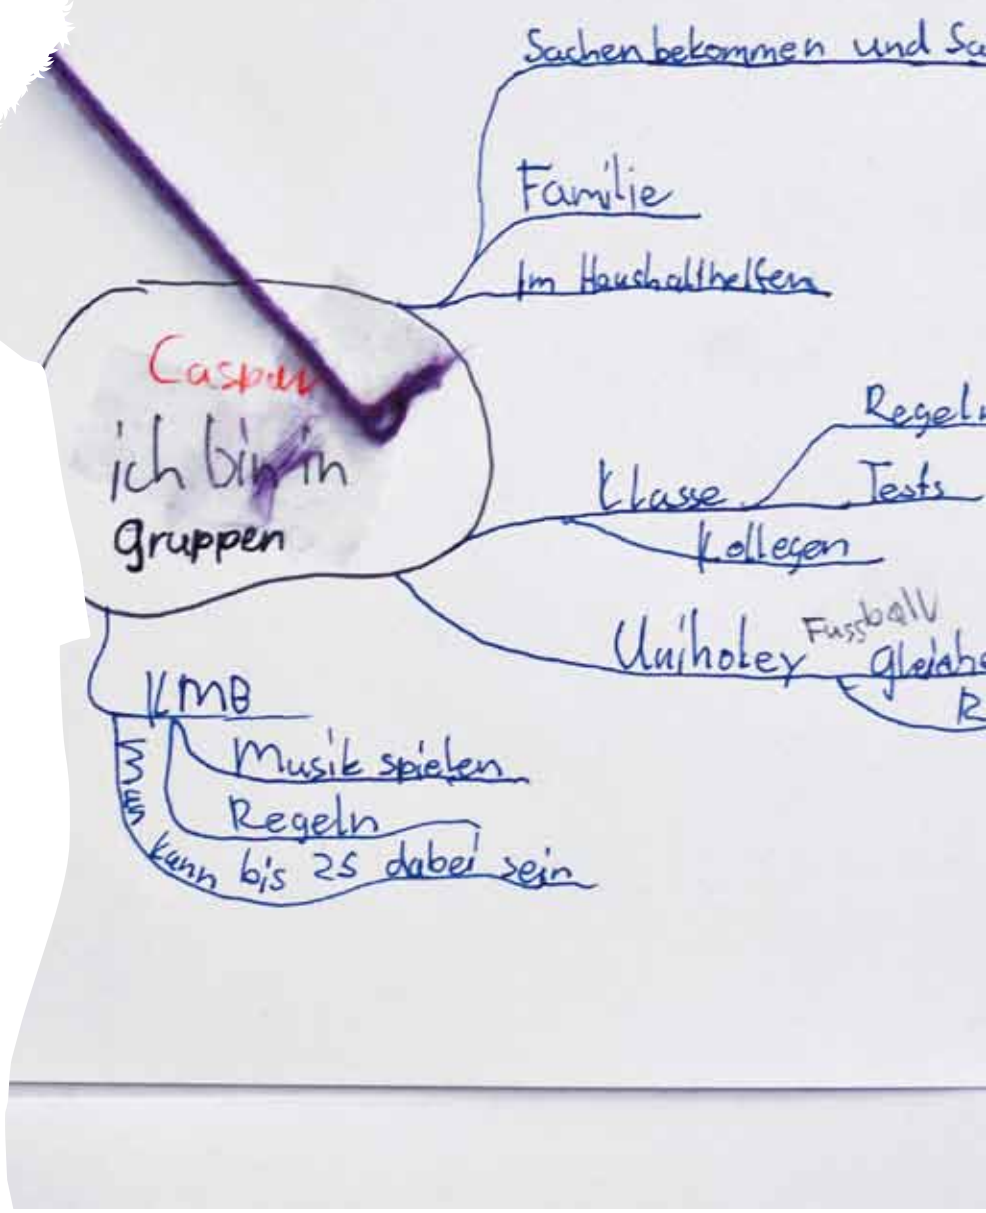 Sachen bekommen und Sa
Familie
Im Haushalthelfen
Caspar
ich bin in
gruppen
Regeln
Klasse
Tests
Kollegen
Unihokey
Fussball
gleiche
R
KMB
Musik spielen
Regeln
kann bis 25 dabei sein